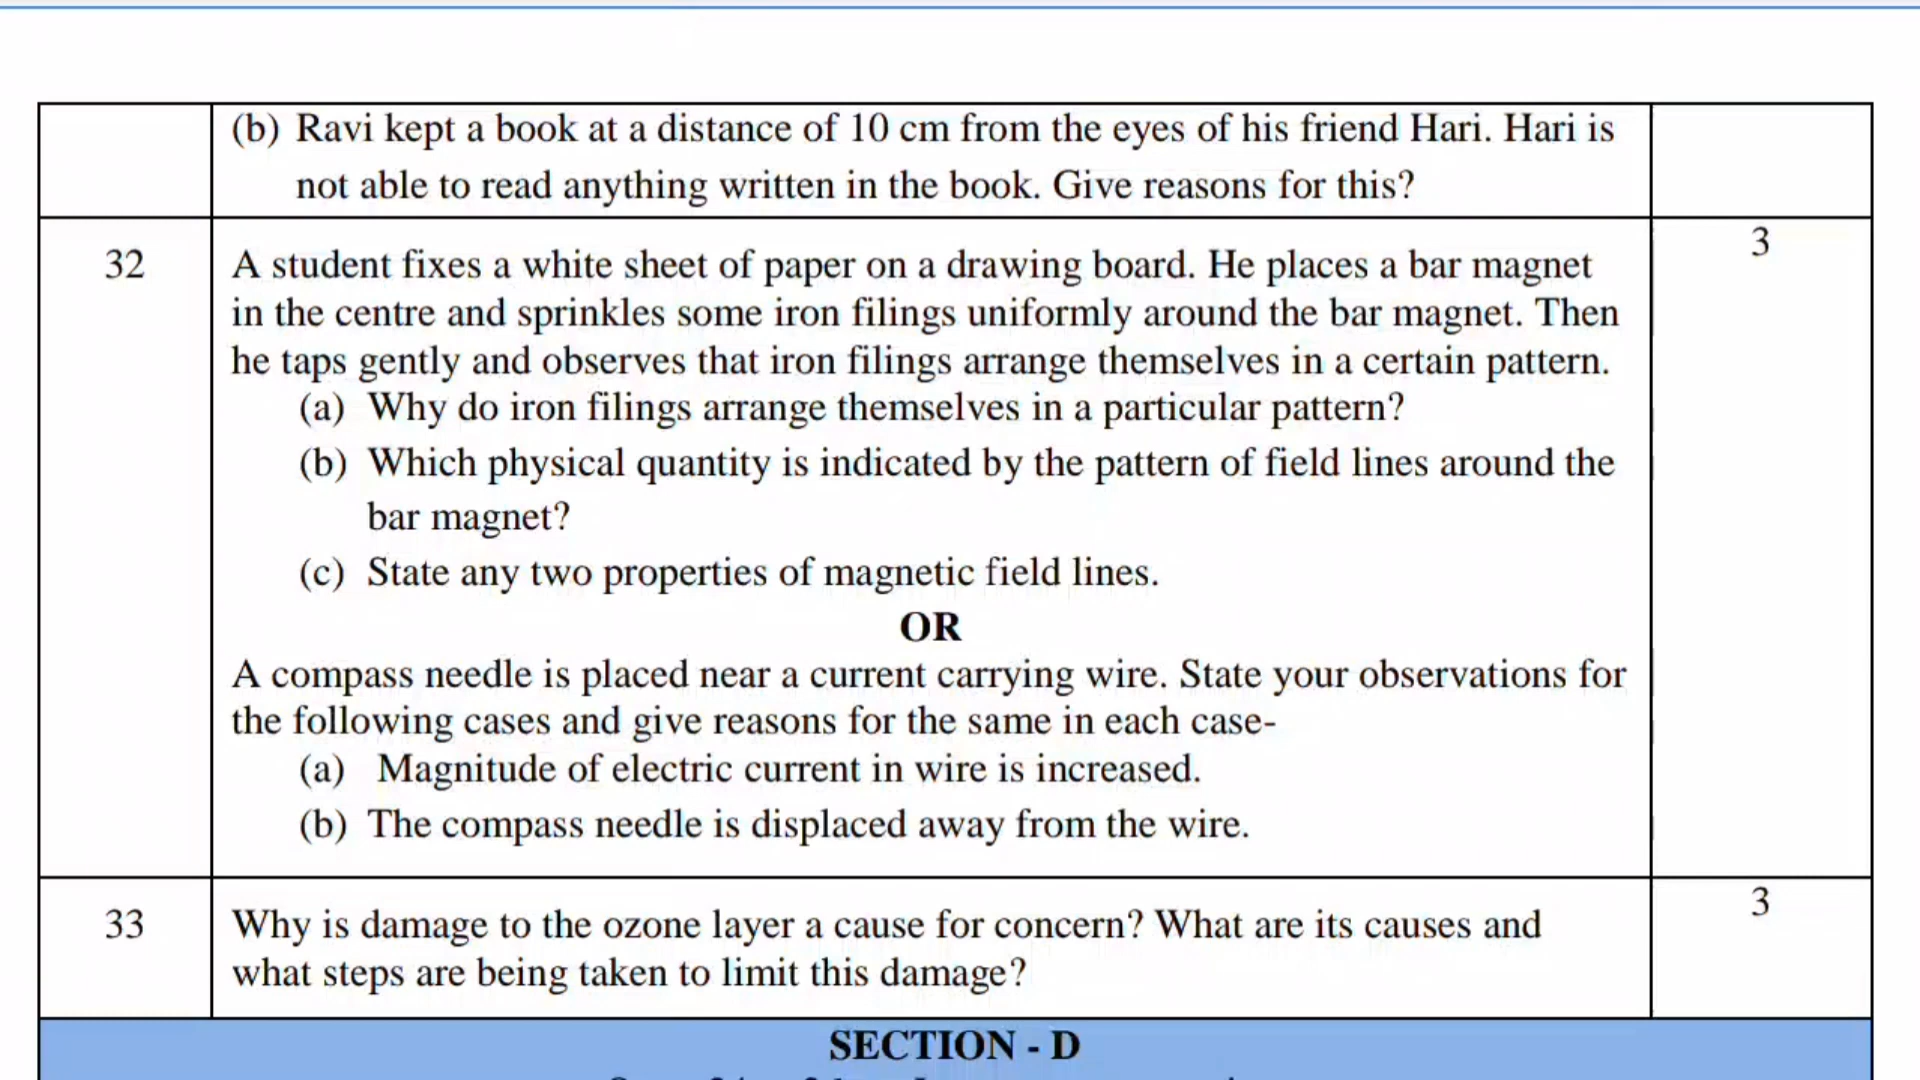 (b) Ravi kept a book at a distance of 10 cm from the eyes of his friend Hari. Hari is
not able to read anything written in the book. Give reasons for this?
32
3
A student fixes a white sheet of paper on a drawing board. He places a bar magnet
in the centre and sprinkles some iron filings uniformly around the bar magnet. Then
he taps gently and observes that iron filings arrange themselves in a certain pattern.
(a) Why do iron filings arrange themselves in a particular pattern?
(b) Which physical quantity is indicated by the pattern of field lines around the
bar magnet?
(c) State any two properties of magnetic field lines.
OR
A compass needle is placed near a current carrying wire. State your observations for
the following cases and give reasons for the same in each case-
(a) Magnitude of electric current in wire is increased.
(b) The compass needle is displaced away from the wire.
33
3
Why is damage to the ozone layer a cause for concern? What are its causes and
what steps are being taken to limit this damage?
SECTION - D